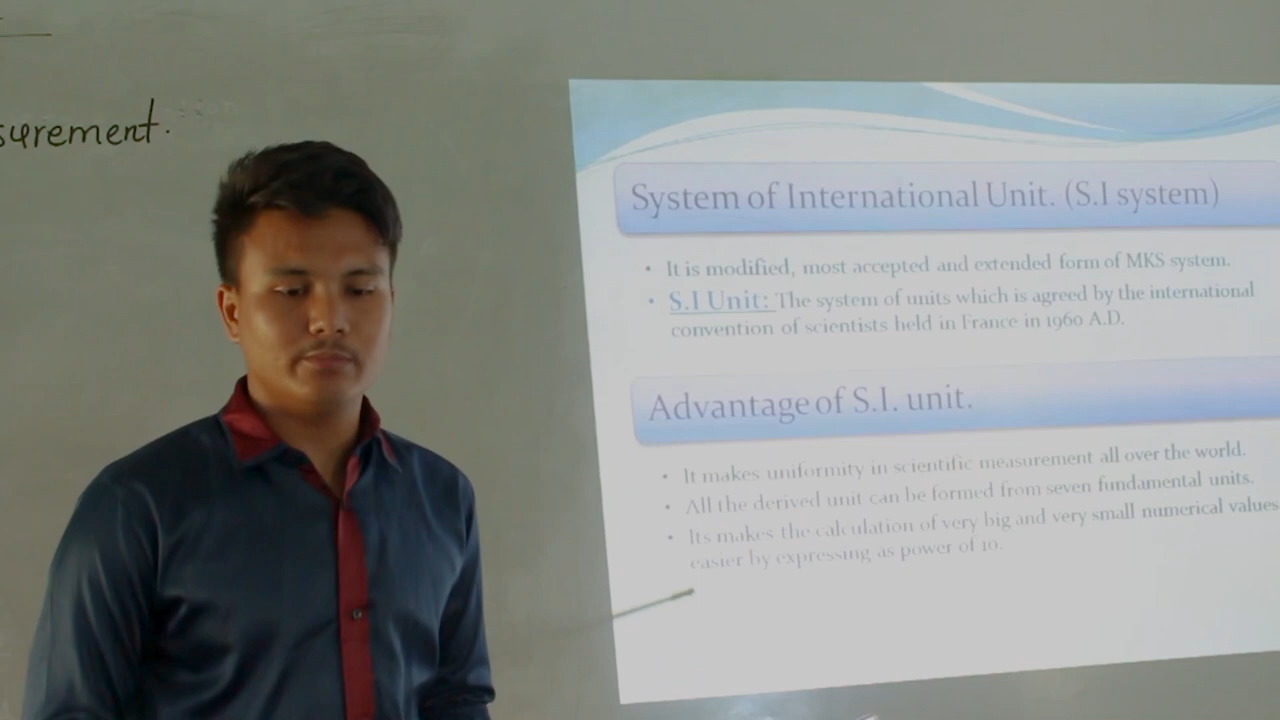 surement.
System of International Unit. (S.I system)
• It is modified, most accepted and extended form of MKS system.
• S.I Unit: The system of units which is agreed by the international
convention of scientists held in France in 1960 A.D.
Advantage of S.I. unit.
• It makes uniformity in scientific measurement all over the world.
• All the derived unit can be formed from seven fundamental units.
• Its makes the calculation of very big and very small numerical values
easier by expressing as power of 10.